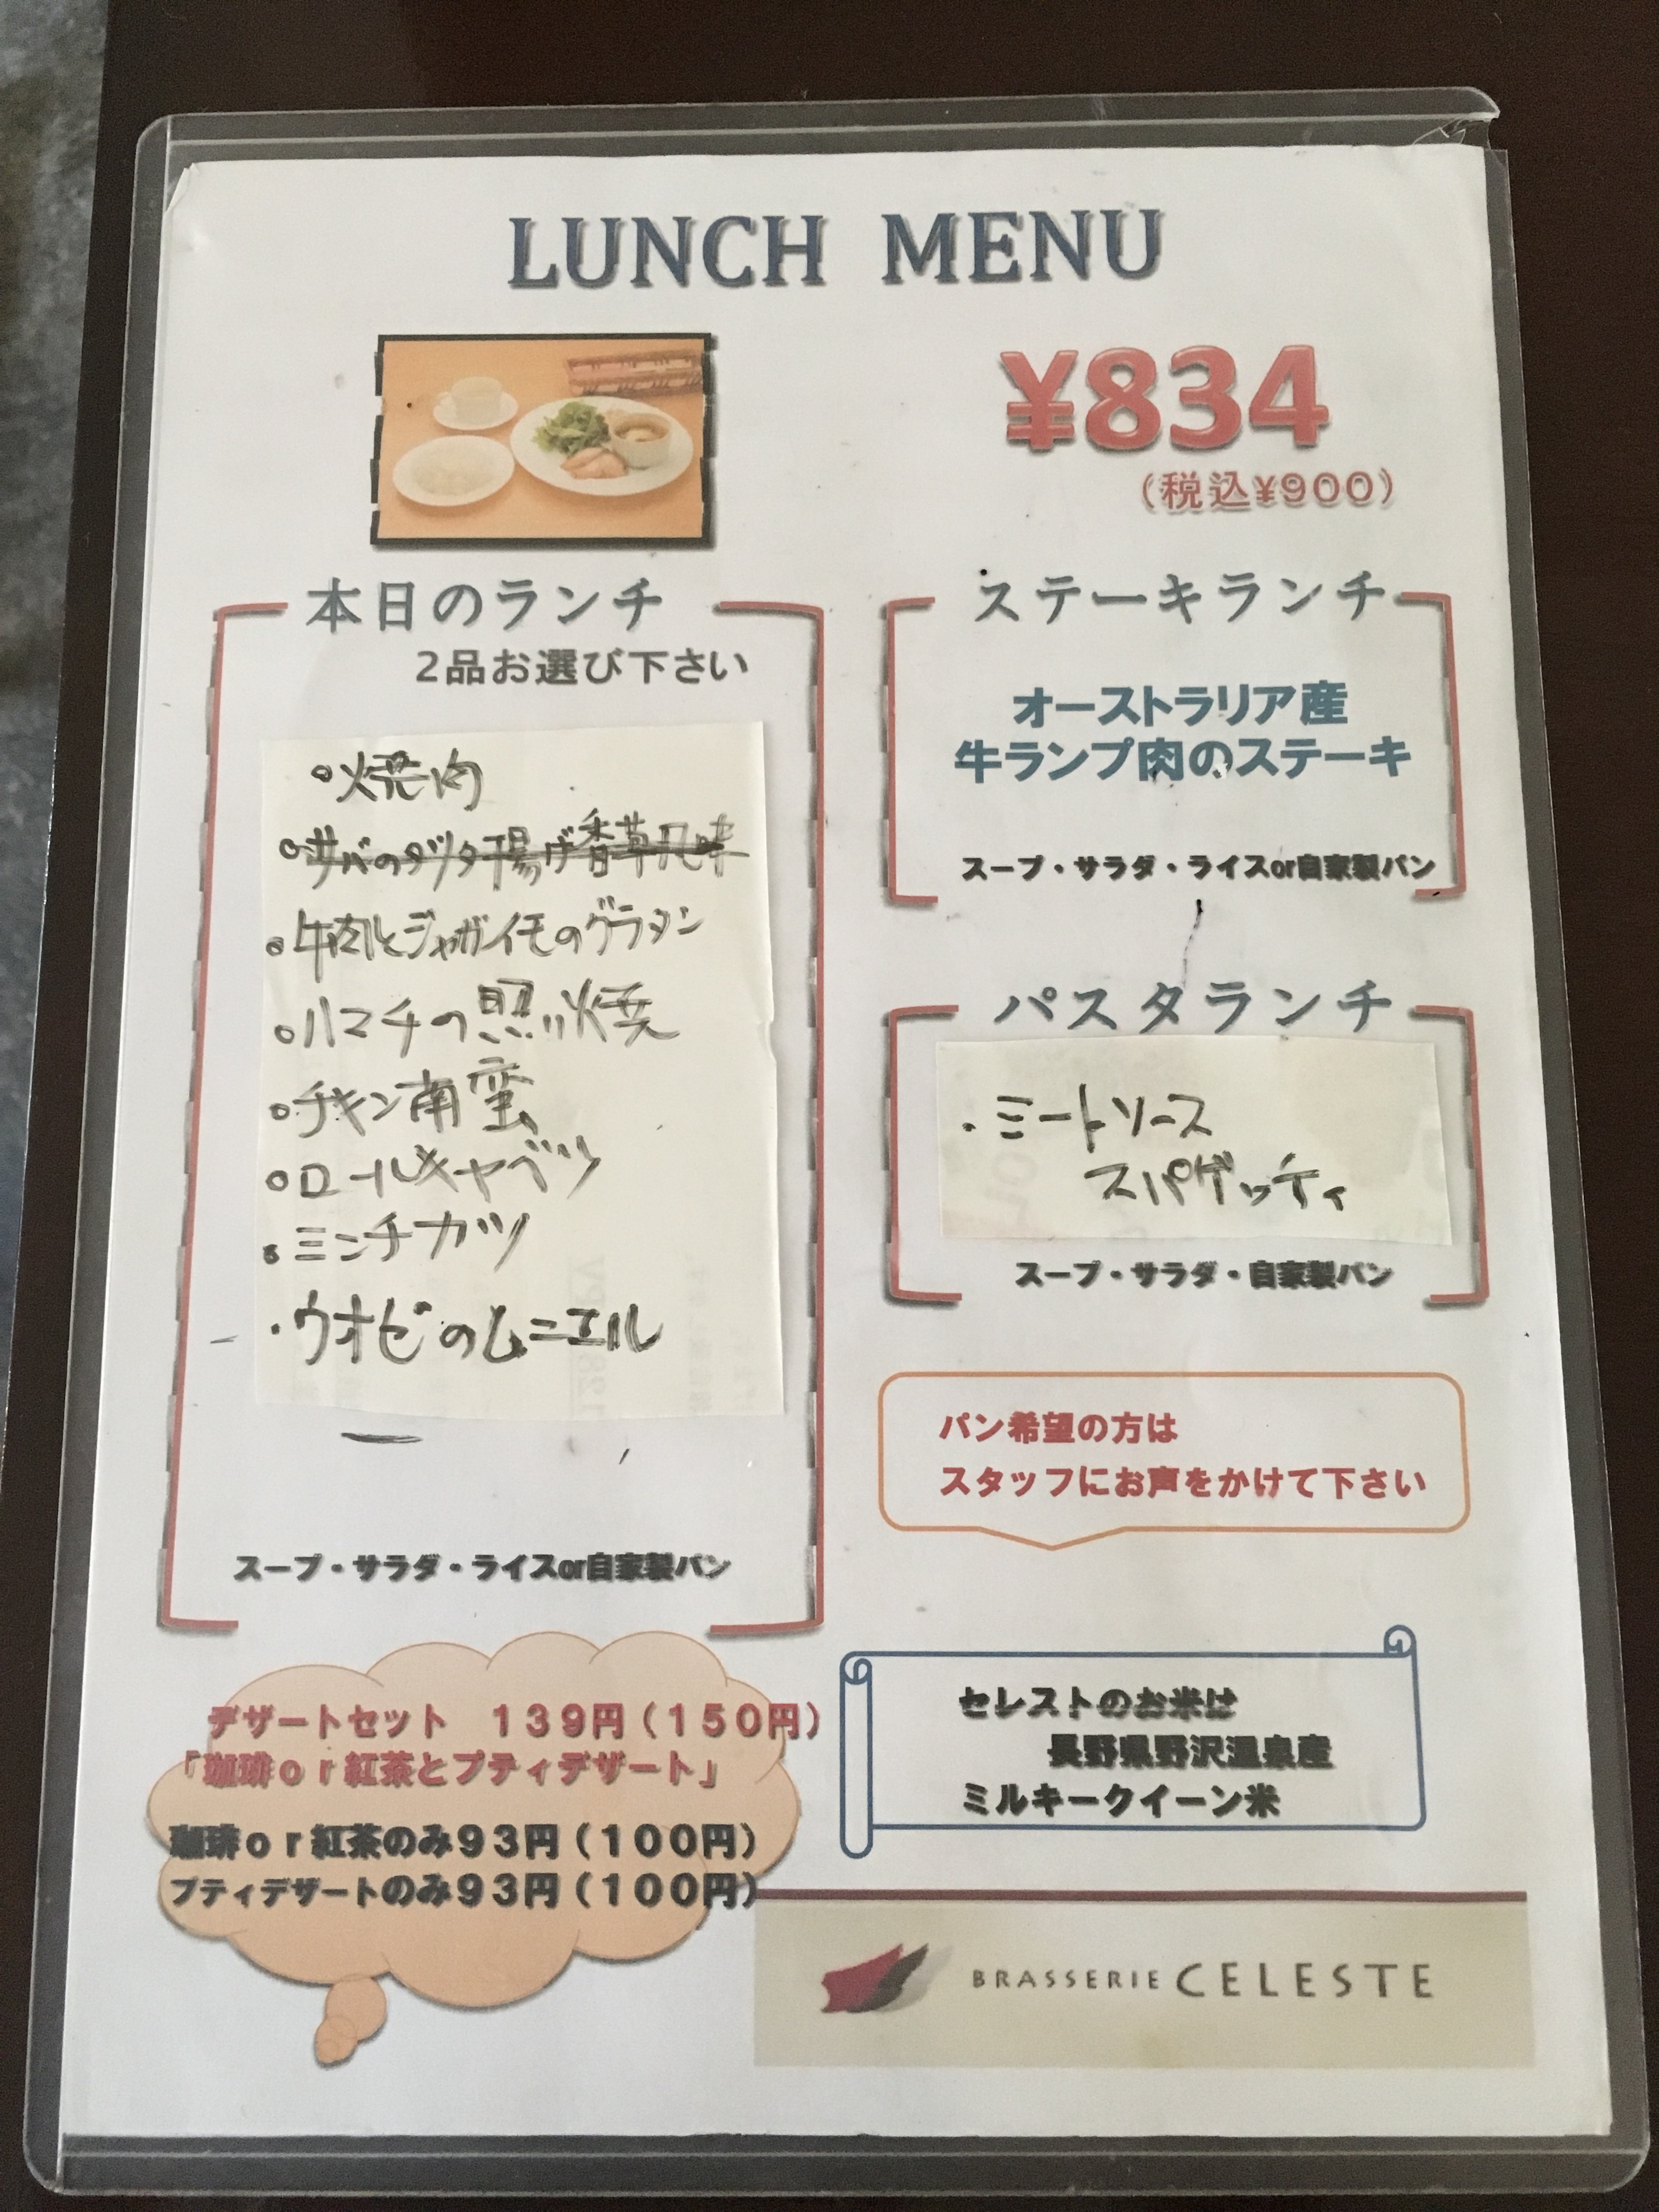 LUNCH MENU
¥834
(税込¥900)
本日のランチ
2品お選び下さい
。焼肉
。サバのタツタ揚げ香草風味
。牛肉とジャガイモのグラタン
。ハマチの照り焼
。チキン南蛮
。ロールキャベツ
。ミンチカツ
・ウオゼのムニエル
スープ・サラダ・ライスor自家製パン
ステーキランチ
オーストラリア産
牛ランプ肉のステーキ
スープ・サラダ・ライスor自家製パン
パスタランチ
・ミートソース
スパゲッティ
スープ・サラダ・自家製パン
パン希望の方は
スタッフにお声をかけて下さい
デザートセット 139円(150円)
「珈琲or紅茶とプティデザート」
珈琲or紅茶のみ93円(100円)
プティデザートのみ93円(100円)
セレストのお米は
長野県野沢温泉産
ミルキークイーン米
BRASSERIE CELESTE